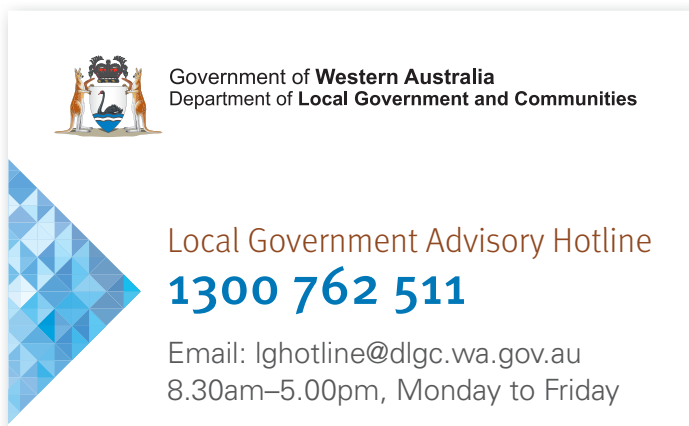 Government of Western Australia
Department of Local Government and Communities
Local Government Advisory Hotline
1300 762 511
Email: lghotline@dlgc.wa.gov.au
8.30am–5.00pm, Monday to Friday